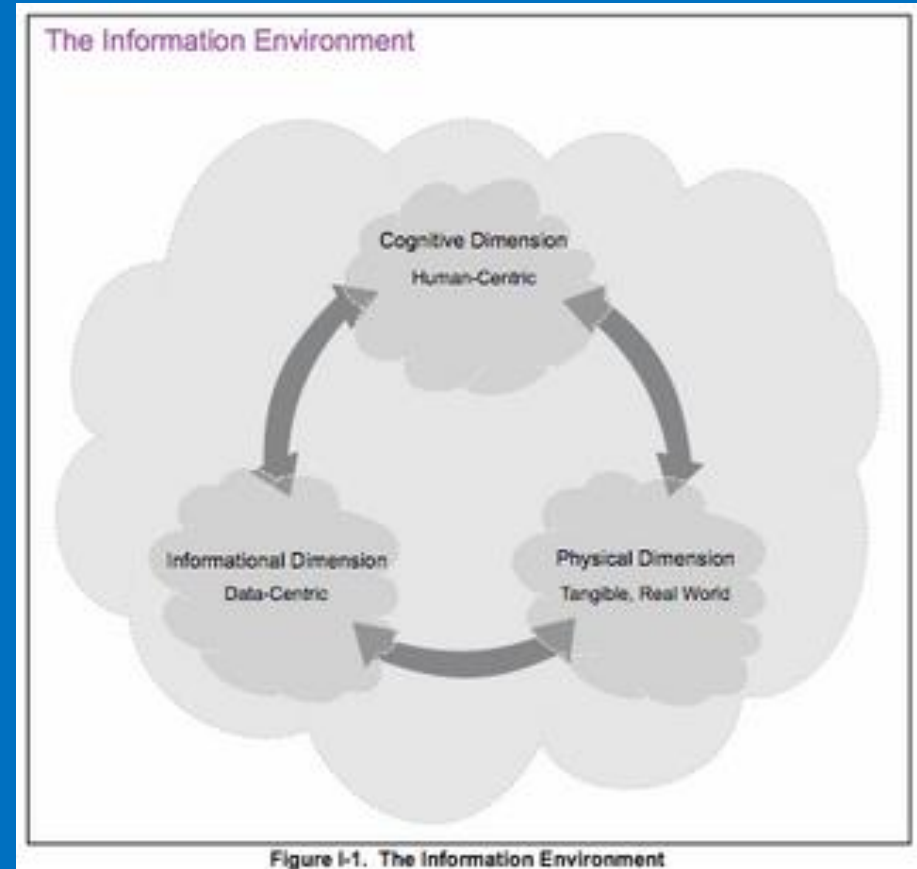 The Information Environment
Cognitive Dimension
Human-Centric
Informational Dimension
Data-Centric
Physical Dimension
Tangible, Real World
Figure I-1. The Information Environment